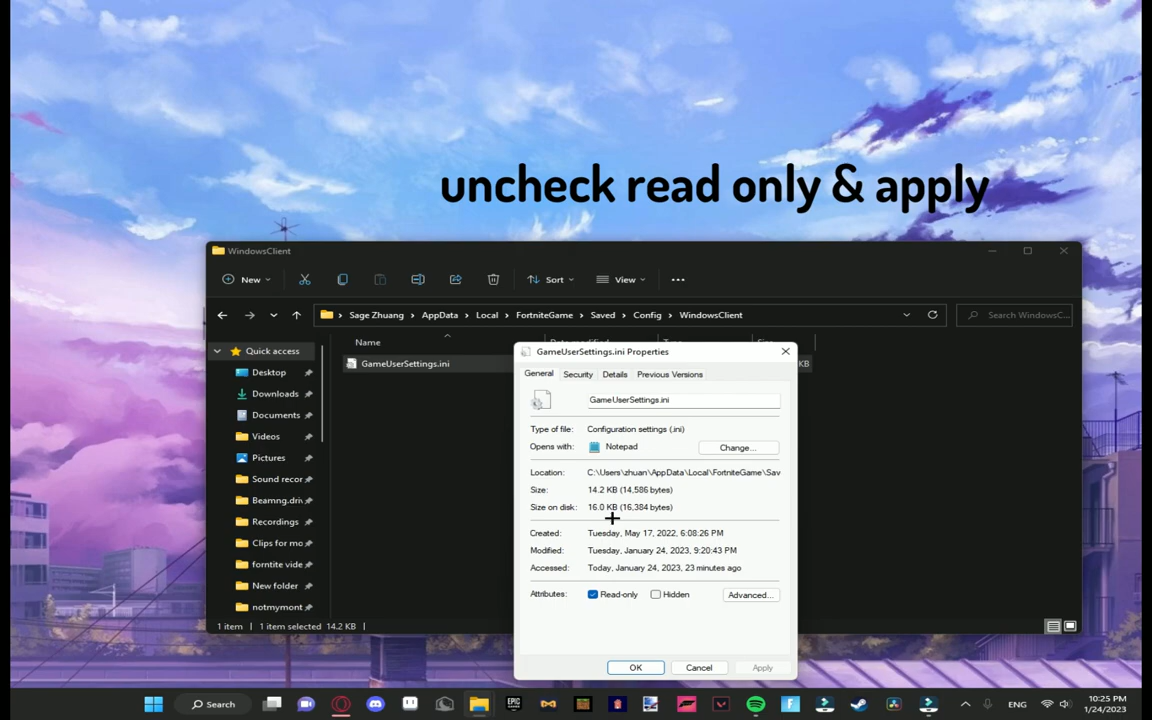 uncheck read only & apply
WindowsClient
New
Sort
View
Sage Zhuang > AppData > Local > FortniteGame > Saved > Config > WindowsClient
Search WindowsC...
Name
Quick access
GameUserSettings.ini
KB
Desktop
Downloads
Documents
Videos
Pictures
Sound recor
Beamng.driv
Recordings
Clips for mo
forntite vide
New folder
notmymont
1 item
1 item selected 14.2 KB
GameUserSettings.ini Properties
General Security Details Previous Versions
GameUserSettings.ini
Type of file: Configuration settings (.ini)
Opens with: Notepad Change...
Location: C:\Users\zhuan\AppData\Local\FortniteGame\Sav
Size: 14.2 KB (14,586 bytes)
Size on disk: 16.0 KB (16,384 bytes)
Created: Tuesday, May 17, 2022, 6:08:26 PM
Modified: Tuesday, January 24, 2023, 9:20:43 PM
Accessed: Today, January 24, 2023, 23 minutes ago
Attributes: Read-only Hidden Advanced...
OK Cancel Apply
Search
EPIC
ENG
10:25 PM
1/24/2023